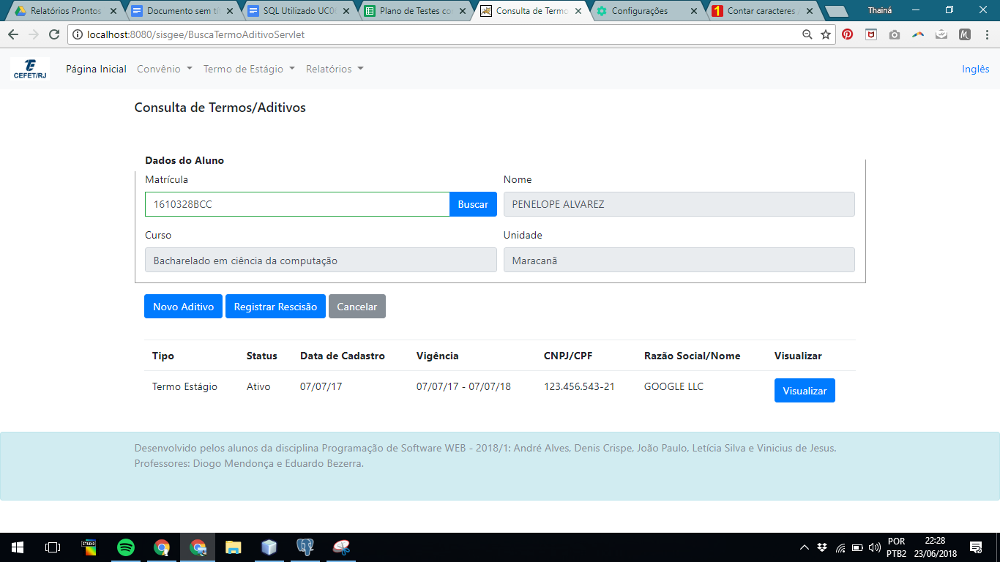 Relatórios Prontos
Documento sem tí
SQL Utilizado UC0
Plano de Testes co
Consulta de Termo
Configurações
Contar caracteres
Thainá
localhost:8080/sisgee/BuscaTermoAditivoServlet
CEFET/RJ
Página Inicial Convênio Termo de Estágio Relatórios Inglês
Consulta de Termos/Aditivos
Dados do Aluno
Matrícula Nome
1610328BCC Buscar PENELOPE ALVAREZ
Curso Unidade
Bacharelado em ciência da computação Maracanã
Novo Aditivo Registrar Rescisão Cancelar
Tipo Status Data de Cadastro Vigência CNPJ/CPF Razão Social/Nome Visualizar
Termo Estágio Ativo 07/07/17 07/07/17 - 07/07/18 123.456.543-21 GOOGLE LLC Visualizar
Desenvolvido pelos alunos da disciplina Programação de Software WEB - 2018/1: André Alves, Denis Crispe, João Paulo, Letícia Silva e Vinicius de Jesus.
Professores: Diogo Mendonça e Eduardo Bezerra.
STUDIO
POR 22:28
PTB2 23/06/2018